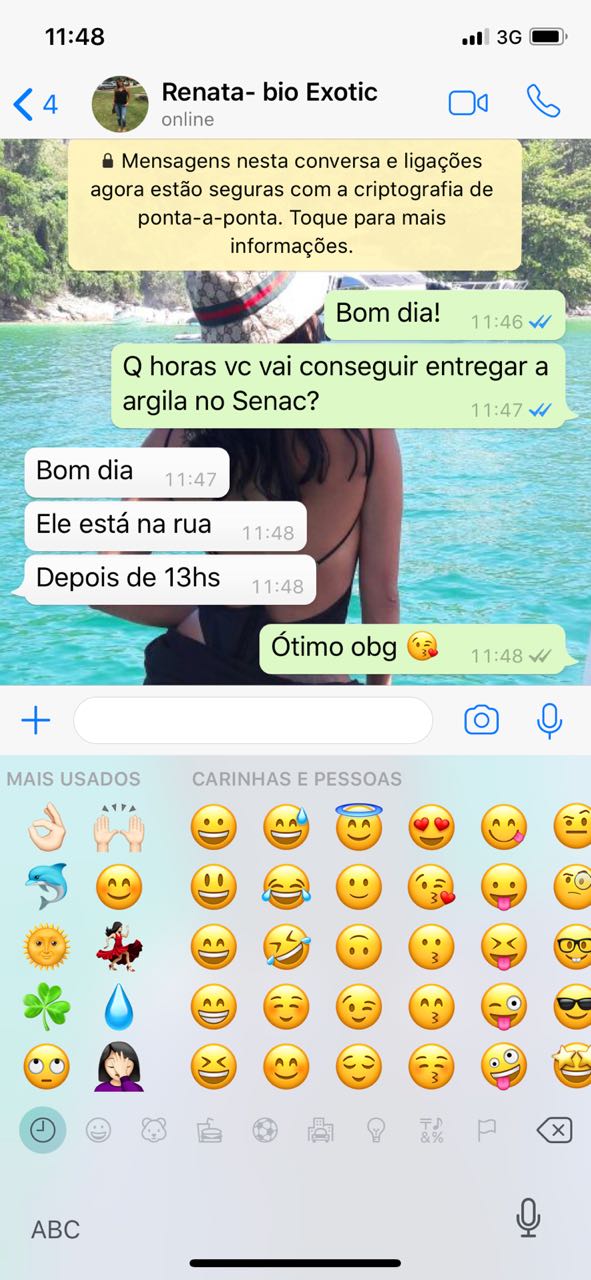 11:48
3G
4
Renata- bio Exotic
online
Mensagens nesta conversa e ligações
agora estão seguras com a criptografia de
ponta-a-ponta. Toque para mais
informações.
Bom dia! 11:46
Q horas vc vai conseguir entregar a
argila no Senac? 11:47
Bom dia 11:47
Ele está na rua 11:48
Depois de 13hs 11:48
Ótimo obg 😘 11:48
MAIS USADOS CARINHAS E PESSOAS
ABC